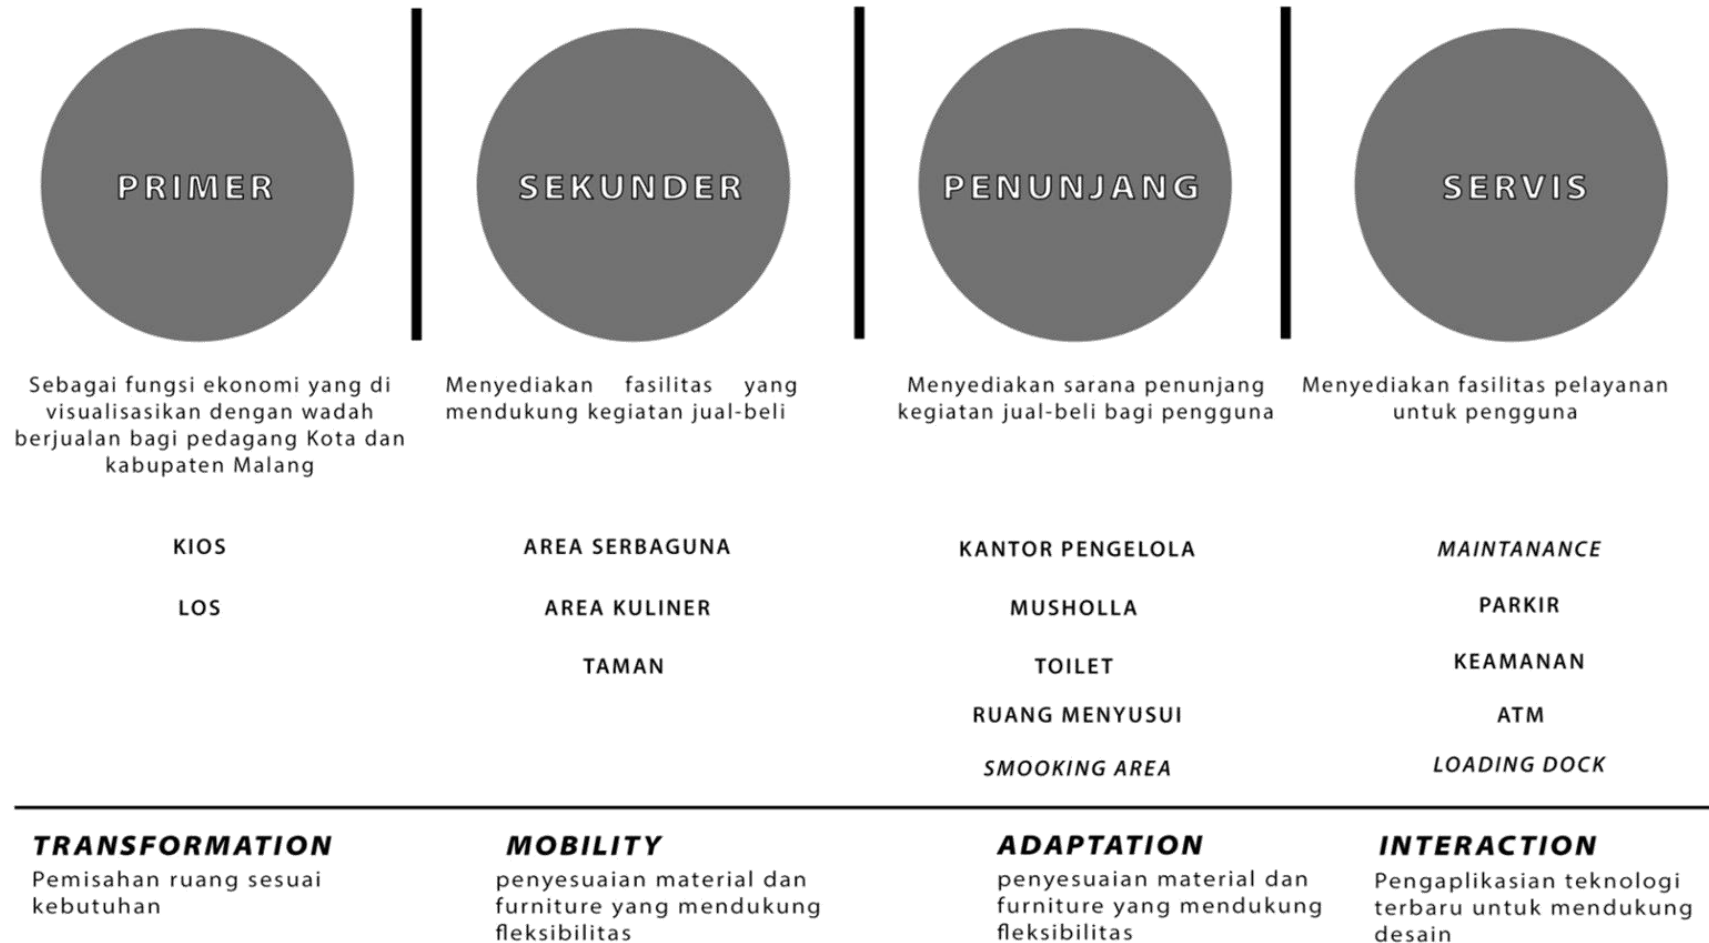 PRIMER
SEKUNDER
PENUNJANG
SERVIS
Sebagai fungsi ekonomi yang di
visualisasikan dengan wadah
berjualan bagi pedagang Kota dan
kabupaten Malang
Menyediakan fasilitas yang
mendukung kegiatan jual-beli
Menyediakan sarana penunjang
kegiatan jual-beli bagi pengguna
Menyediakan fasilitas pelayanan
untuk pengguna
KIOS
LOS
AREA SERBAGUNA
AREA KULINER
TAMAN
KANTOR PENGELOLA
MUSHOLLA
TOILET
RUANG MENYUSUI
SMOOKING AREA
MAINTANANCE
PARKIR
KEAMANAN
ATM
LOADING DOCK
TRANSFORMATION
Pemisahan ruang sesuai
kebutuhan
MOBILITY
penyesuaian material dan
furniture yang mendukung
fleksibilitas
ADAPTATION
penyesuaian material dan
furniture yang mendukung
fleksibilitas
INTERACTION
Pengaplikasian teknologi
terbaru untuk mendukung
desain